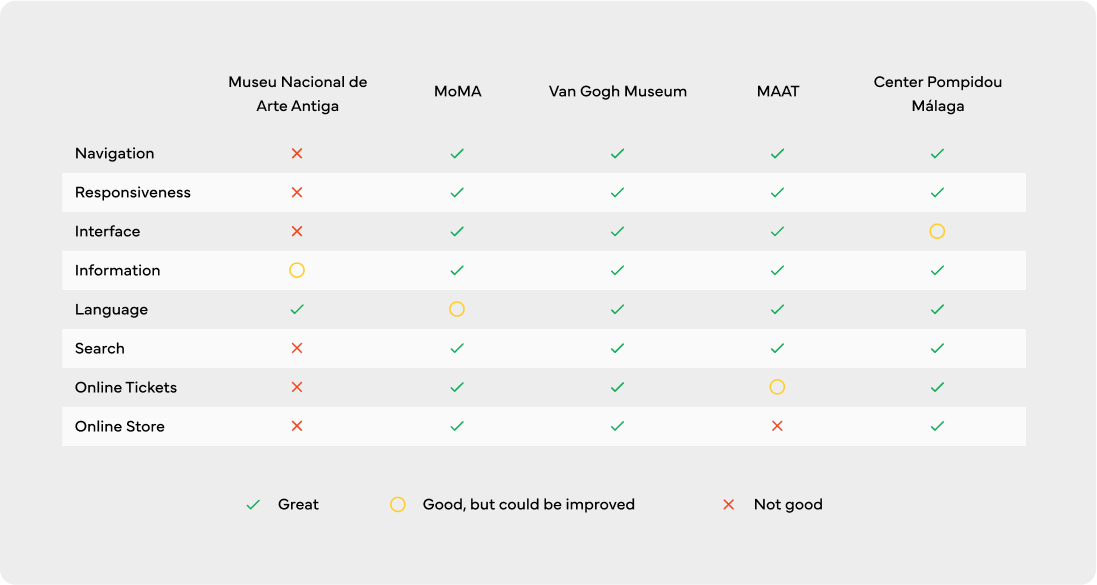 Museu Nacional de
Arte Antiga
MoMA
Van Gogh Museum
MAAT
Center Pompidou
Málaga
Navigation
Responsiveness
Interface
Information
Language
Search
Online Tickets
Online Store
Great
Good, but could be improved
Not good